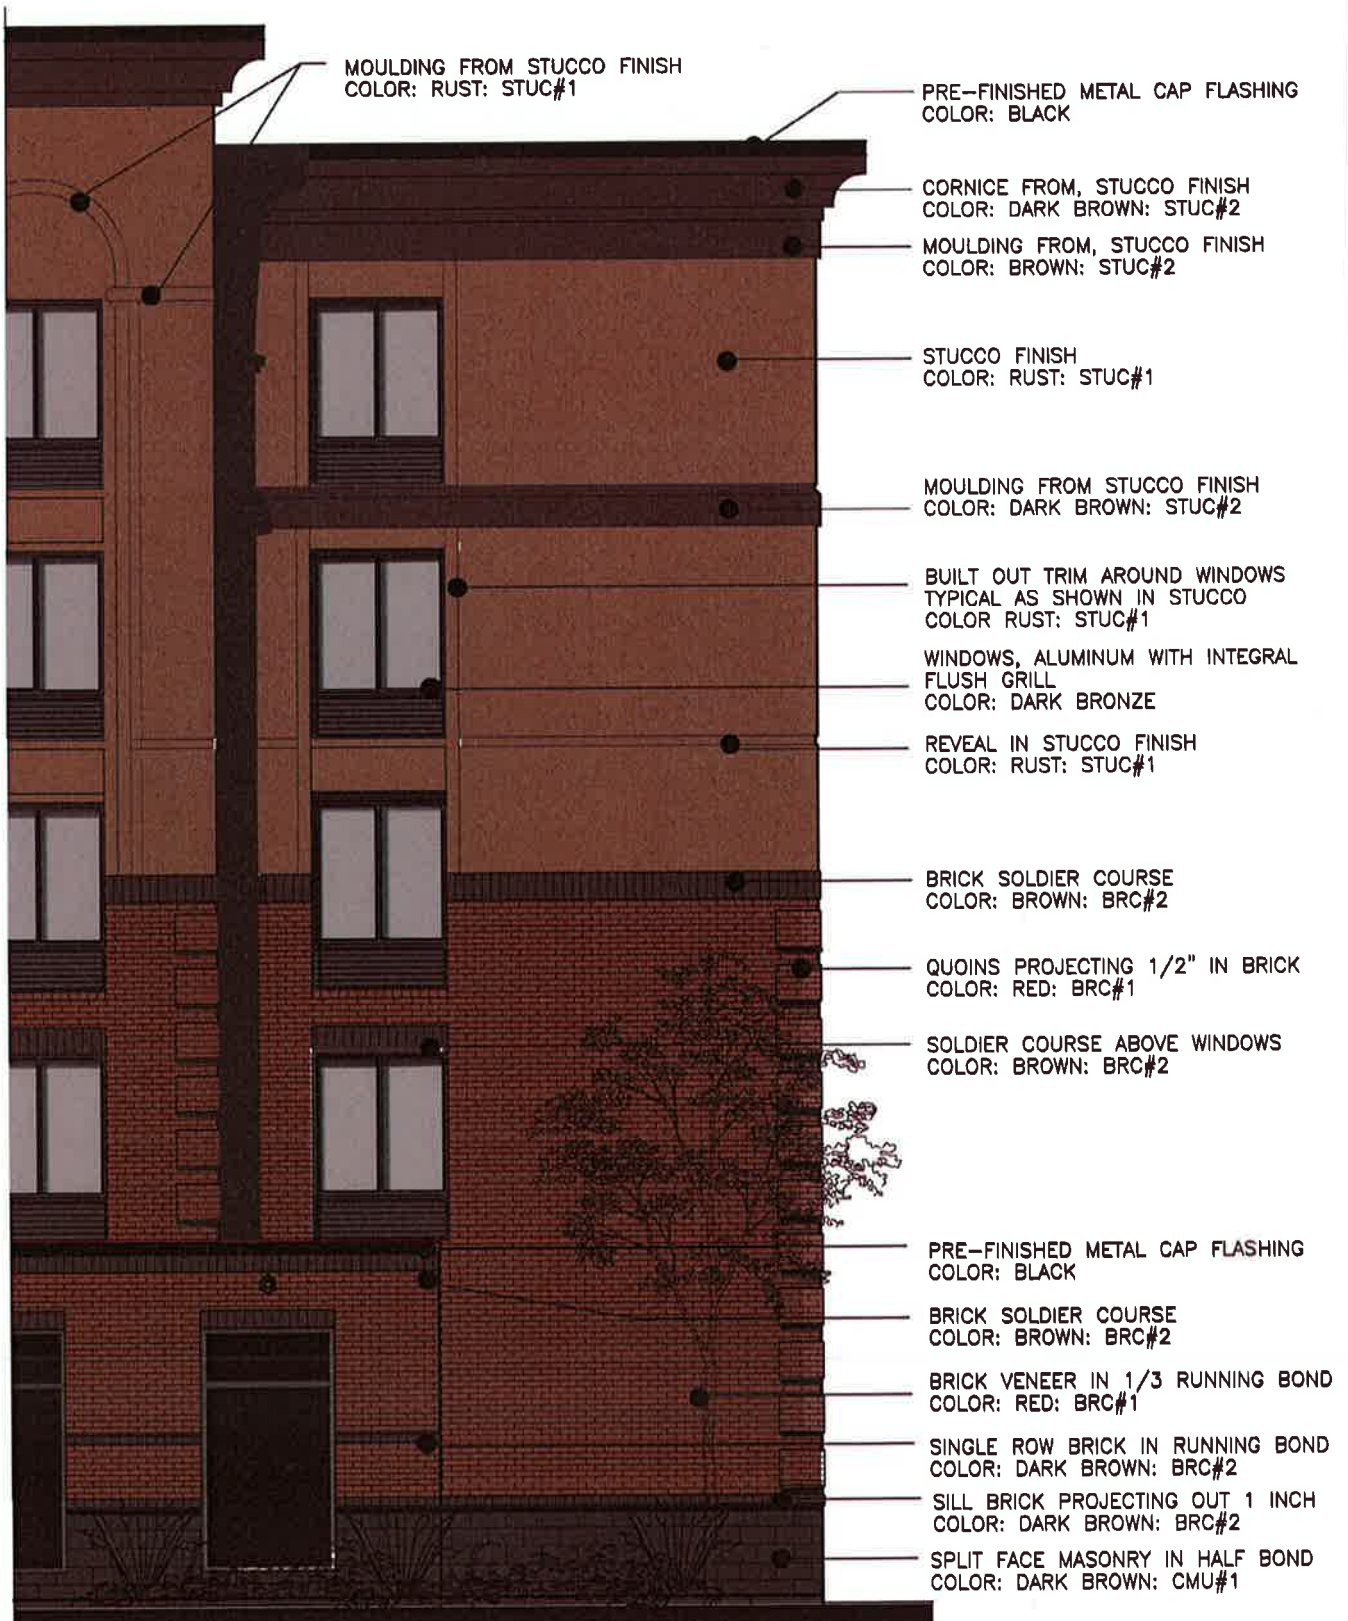 MOULDING FROM STUCCO FINISH
COLOR: RUST: STUC#1
PRE-FINISHED METAL CAP FLASHING
COLOR: BLACK
CORNICE FROM, STUCCO FINISH
COLOR: DARK BROWN: STUC#2
MOULDING FROM, STUCCO FINISH
COLOR: BROWN: STUC#2
STUCCO FINISH
COLOR: RUST: STUC#1
MOULDING FROM STUCCO FINISH
COLOR: DARK BROWN: STUC#2
BUILT OUT TRIM AROUND WINDOWS
TYPICAL AS SHOWN IN STUCCO
COLOR RUST: STUC#1
WINDOWS, ALUMINUM WITH INTEGRAL
FLUSH GRILL
COLOR: DARK BRONZE
REVEAL IN STUCCO FINISH
COLOR: RUST: STUC#1
BRICK SOLDIER COURSE
COLOR: BROWN: BRC#2
QUOINS PROJECTING 1/2" IN BRICK
COLOR: RED: BRC#1
SOLDIER COURSE ABOVE WINDOWS
COLOR: BROWN: BRC#2
PRE-FINISHED METAL CAP FLASHING
COLOR: BLACK
BRICK SOLDIER COURSE
COLOR: BROWN: BRC#2
BRICK VENEER IN 1/3 RUNNING BOND
COLOR: RED: BRC#1
SINGLE ROW BRICK IN RUNNING BOND
COLOR: DARK BROWN: BRC#2
SILL BRICK PROJECTING OUT 1 INCH
COLOR: DARK BROWN: BRC#2
SPLIT FACE MASONRY IN HALF BOND
COLOR: DARK BROWN: CMU#1